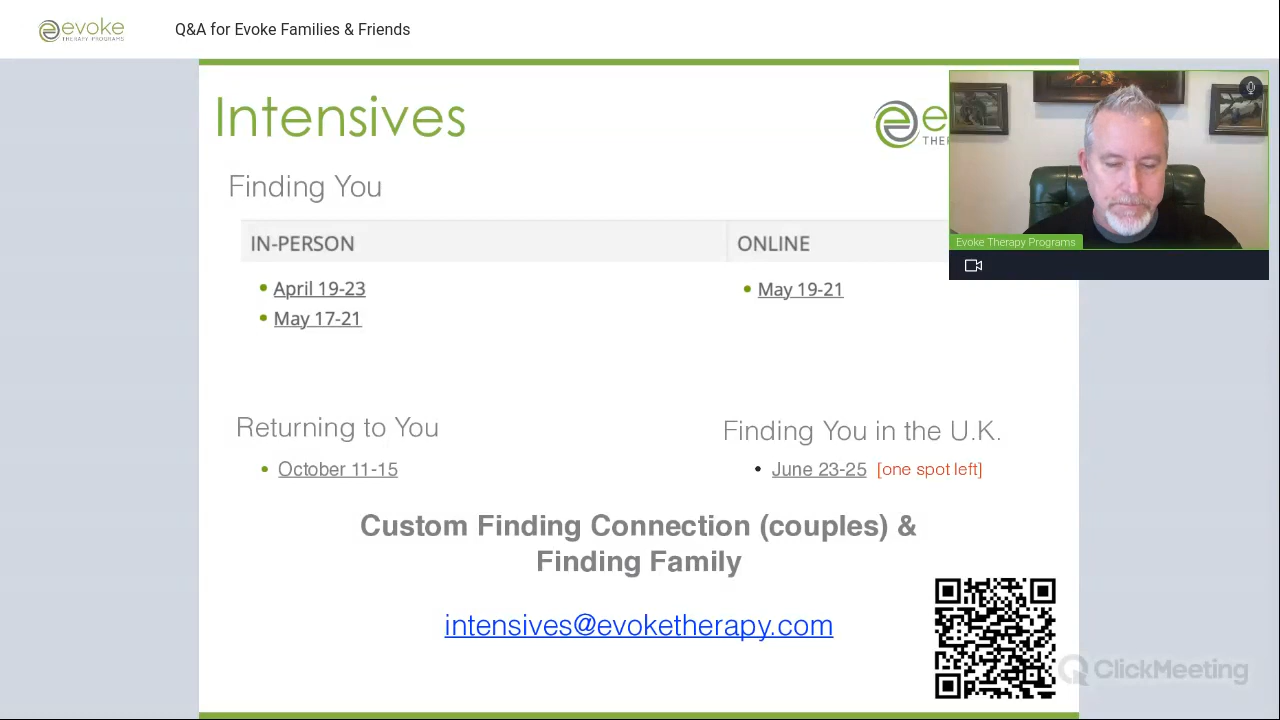 evoke
THERAPY PROGRAMS
Q&A for Evoke Families & Friends
Intensives
Finding You
IN-PERSON
ONLINE
April 19-23
May 19-21
May 17-21
Evoke Therapy Programs
Returning to You
Finding You in the U.K.
October 11-15
June 23-25 [one spot left]
Custom Finding Connection (couples) &
Finding Family
intensives@evoketherapy.com
ClickMeeting